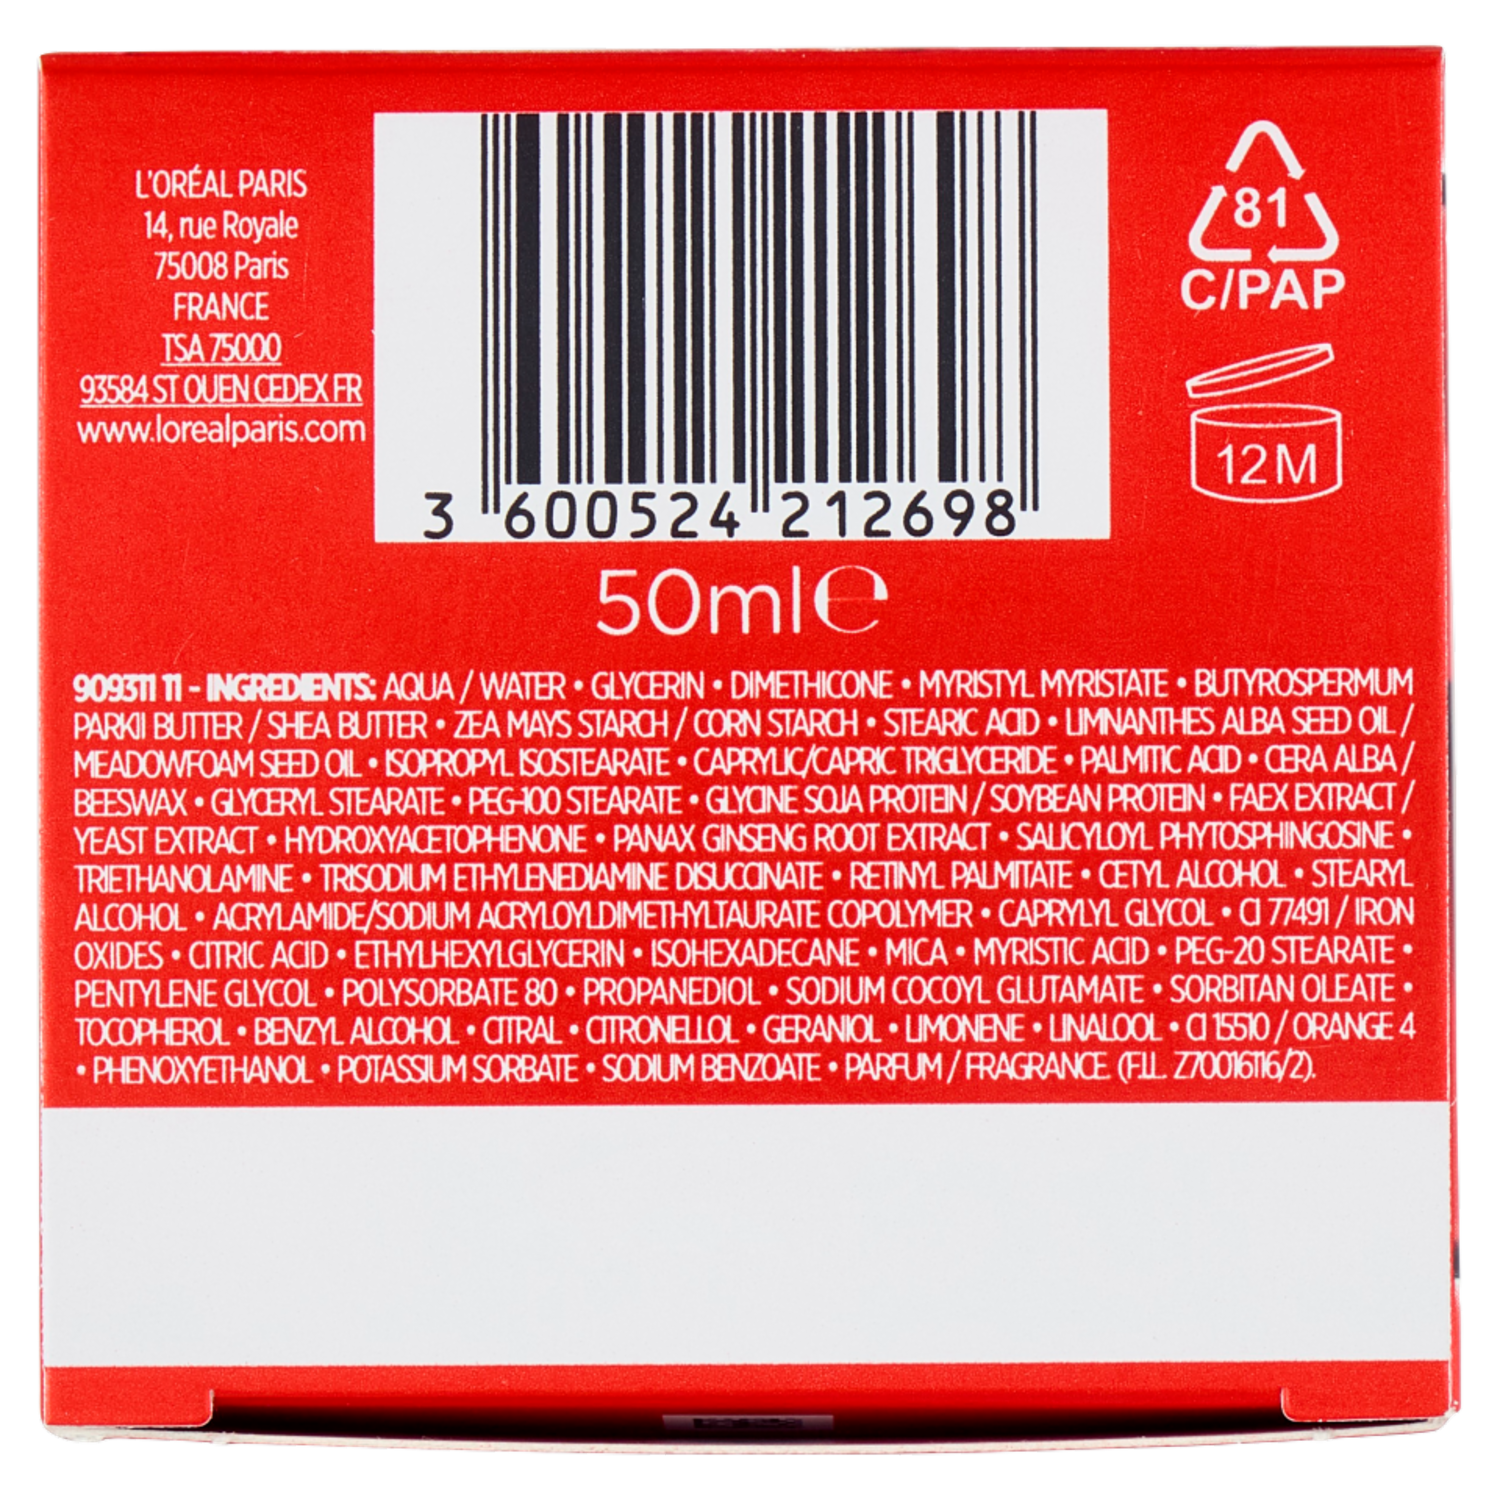 L'ORÉAL PARIS
14, rue Royale
75008 Paris
FRANCE
TSA 75000
93584 ST OUEN CEDEX FR
www.lorealparis.com
3 600524 212698
81
C/PAP
12M
50ml℮
909311 11 - INGREDIENTS: AQUA / WATER • GLYCERIN • DIMETHICONE • MYRISTYL MYRISTATE • BUTYROSPERMUM
PARKII BUTTER / SHEA BUTTER • ZEA MAYS STARCH / CORN STARCH • STEARIC ACID • LIMNANTHES ALBA SEED OIL /
MEADOWFOAM SEED OIL • ISOPROPYL ISOSTEARATE • CAPRYLIC/CAPRIC TRIGLYCERIDE • PALMITIC ACID • CERA ALBA /
BEESWAX • GLYCERYL STEARATE • PEG-100 STEARATE • GLYCINE SOJA PROTEIN / SOYBEAN PROTEIN • FAEX EXTRACT /
YEAST EXTRACT • HYDROXYACETOPHENONE • PANAX GINSENG ROOT EXTRACT • SALICYLOYL PHYTOSPHINGOSINE •
TRIETHANOLAMINE • TRISODIUM ETHYLENEDIAMINE DISUCCINATE • RETINYL PALMITATE • CETYL ALCOHOL • STEARYL
ALCOHOL • ACRYLAMIDE/SODIUM ACRYLOYLDIMETHYLTAURATE COPOLYMER • CAPRYLYL GLYCOL • CI 77491 / IRON
OXIDES • CITRIC ACID • ETHYLHEXYLGLYCERIN • ISOHEXADECANE • MICA • MYRISTIC ACID • PEG-20 STEARATE •
PENTYLENE GLYCOL • POLYSORBATE 80 • PROPANEDIOL • SODIUM COCOYL GLUTAMATE • SORBITAN OLEATE •
TOCOPHEROL • BENZYL ALCOHOL • CITRAL • CITRONELLOL • GERANIOL • LIMONENE • LINALOOL • CI 15510 / ORANGE 4
• PHENOXYETHANOL • POTASSIUM SORBATE • SODIUM BENZOATE • PARFUM / FRAGRANCE. (F.I.L. Z70016116/2).